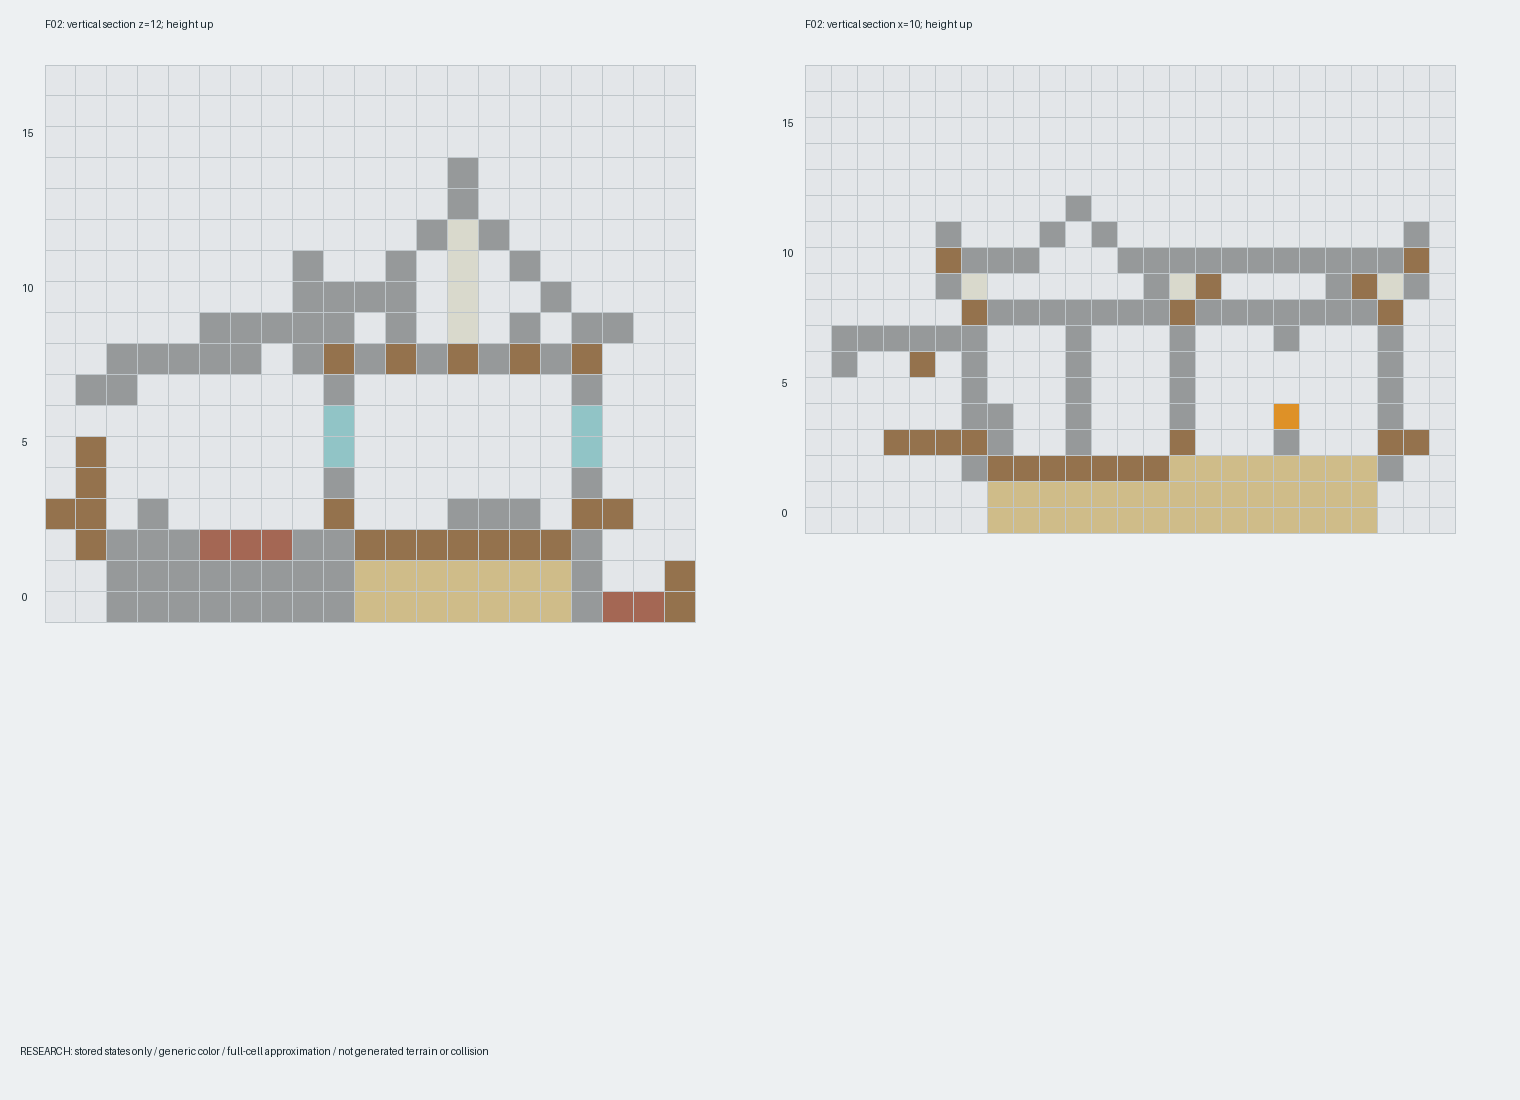 F02: vertical section z=12; height up
F02: vertical section x=10; height up
15
10
5
0
15
10
5
0
RESEARCH: stored states only / generic color / full-cell approximation / not generated terrain or collision